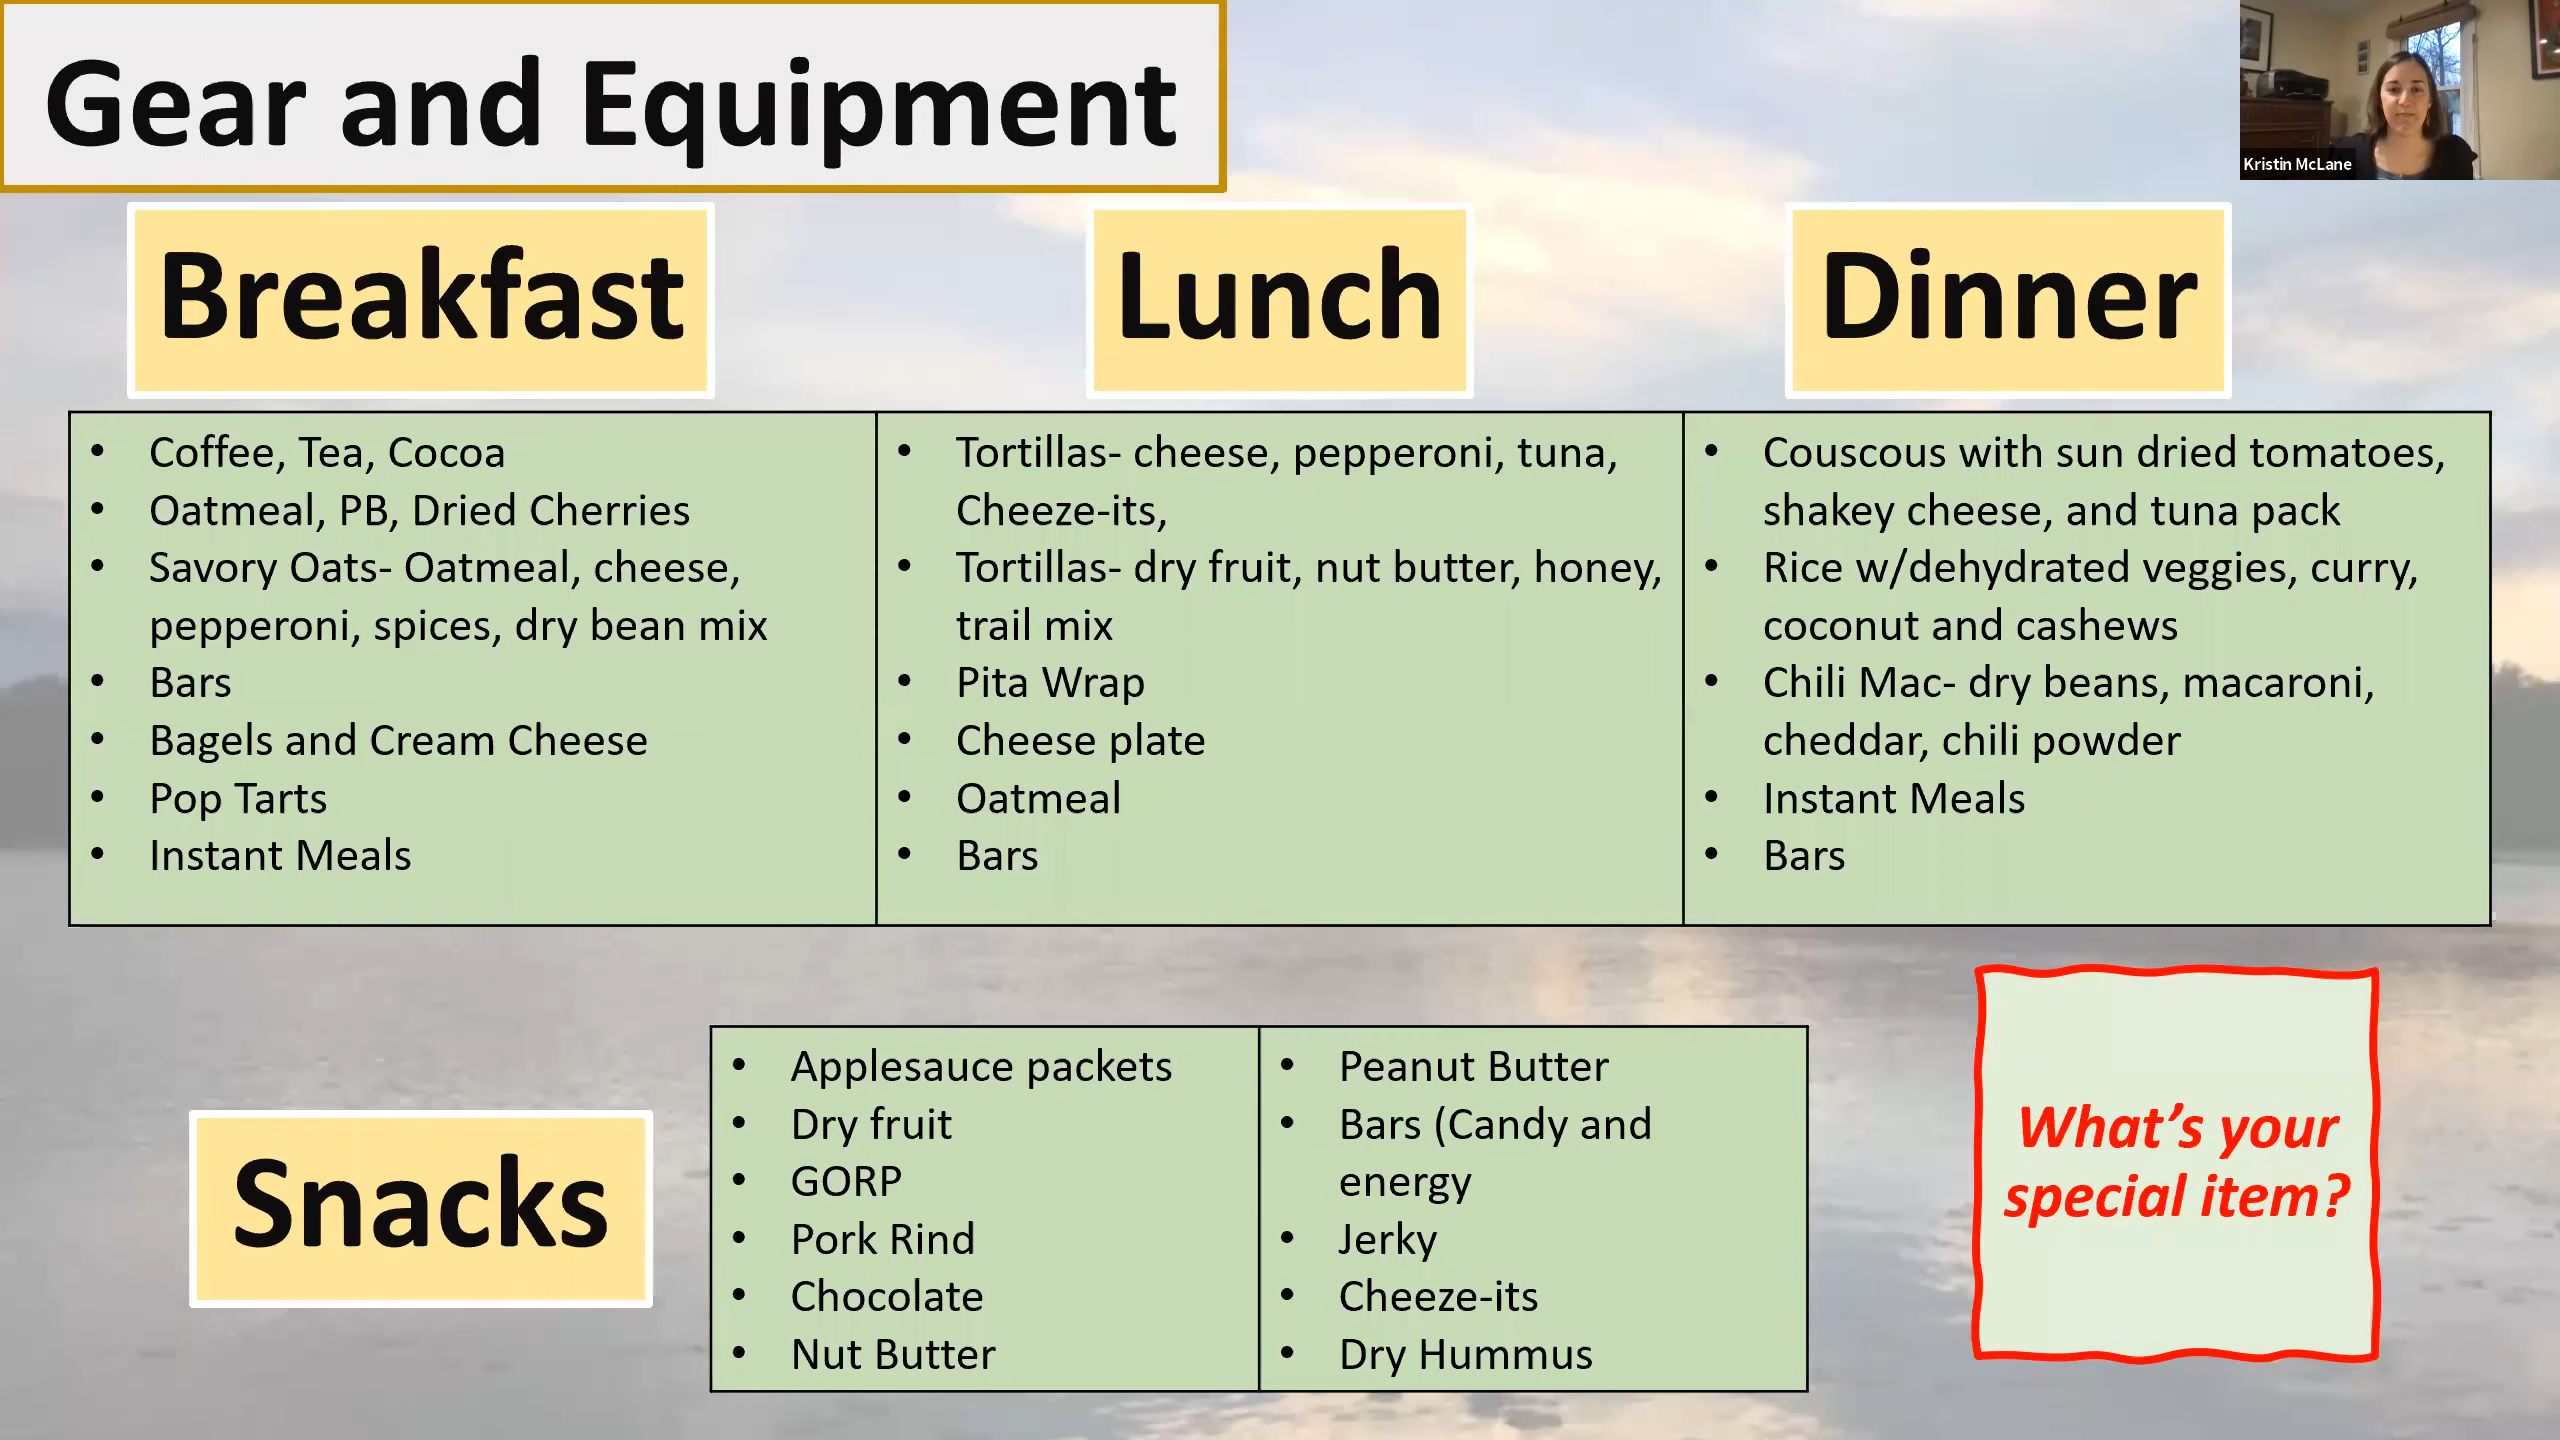 Gear and Equipment
Kristin McLane
Breakfast
Lunch
Dinner
• Coffee, Tea, Cocoa
• Oatmeal, PB, Dried Cherries
• Savory Oats- Oatmeal, cheese,
pepperoni, spices, dry bean mix
• Bars
• Bagels and Cream Cheese
• Pop Tarts
• Instant Meals
• Tortillas- cheese, pepperoni, tuna,
Cheeze-its,
• Tortillas- dry fruit, nut butter, honey,
trail mix
• Pita Wrap
• Cheese plate
• Oatmeal
• Bars
• Couscous with sun dried tomatoes,
shakey cheese, and tuna pack
• Rice w/dehydrated veggies, curry,
coconut and cashews
• Chili Mac- dry beans, macaroni,
cheddar, chili powder
• Instant Meals
• Bars
Snacks
• Applesauce packets
• Dry fruit
• GORP
• Pork Rind
• Chocolate
• Nut Butter
• Peanut Butter
• Bars (Candy and
energy
• Jerky
• Cheeze-its
• Dry Hummus
What’s your
special item?